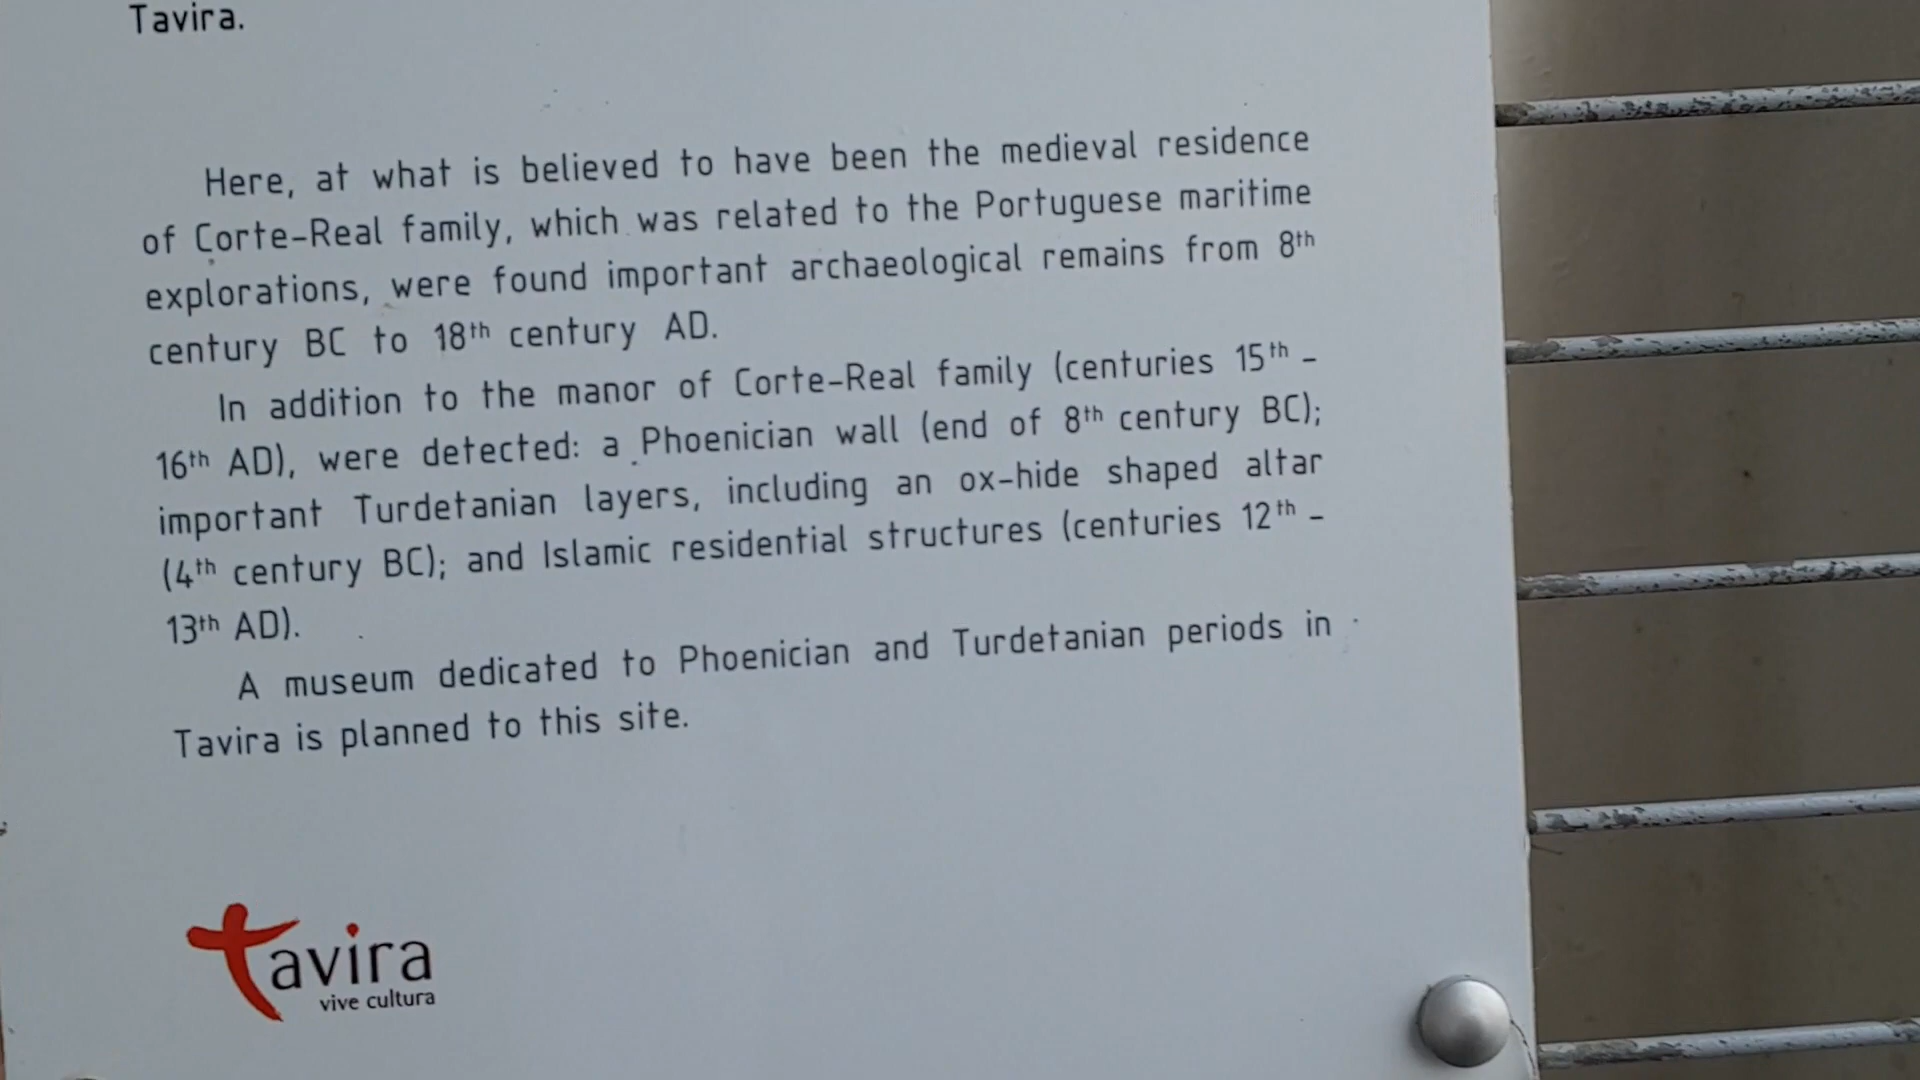 Tavira.
Here, at what is believed to have been the medieval residence
of Corte-Real family, which was related to the Portuguese maritime
explorations, were found important archaeological remains from 8th
century BC to 18th century AD.
In addition to the manor of Corte-Real family (centuries 15th -
16th AD), were detected: a Phoenician wall (end of 8th century BC);
important Turdetanian layers, including an ox-hide shaped altar
(4th century BC); and Islamic residential structures (centuries 12th -
13th AD).
A museum dedicated to Phoenician and Turdetanian periods in
Tavira is planned to this site.
tavira
vive cultura